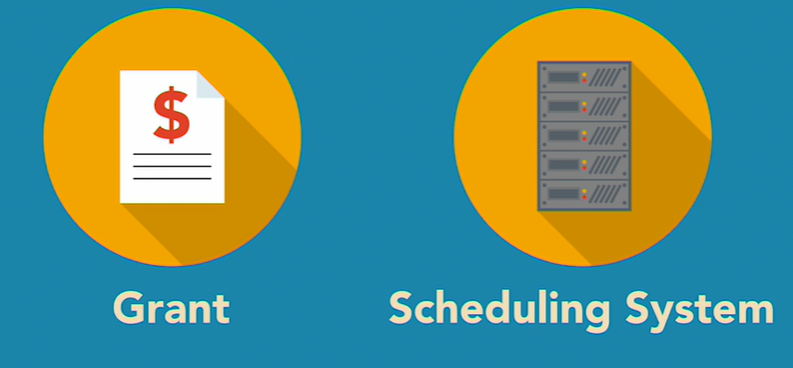 $
Grant
Scheduling System